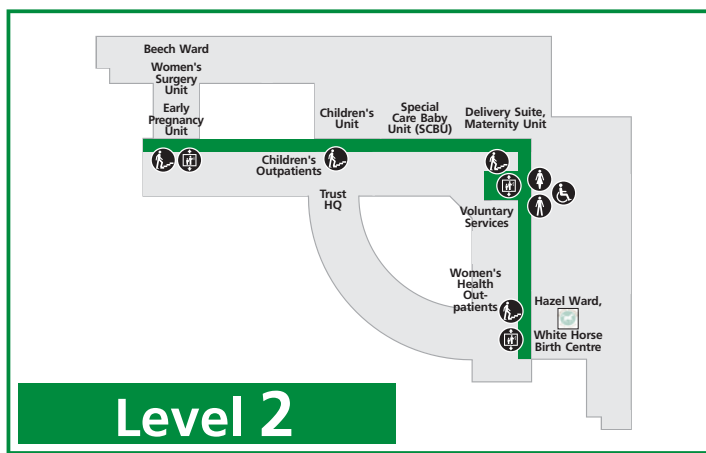 Beech Ward
Women's
Surgery
Unit
Early
Pregnancy
Unit
Children's
Unit
Special
Care Baby
Unit (SCBU)
Delivery Suite,
Maternity Unit
Children's
Outpatients
Trust
HQ
Voluntary
Services
Women's
Health
Out-
patients
Hazel Ward,
White Horse
Birth Centre
Level 2